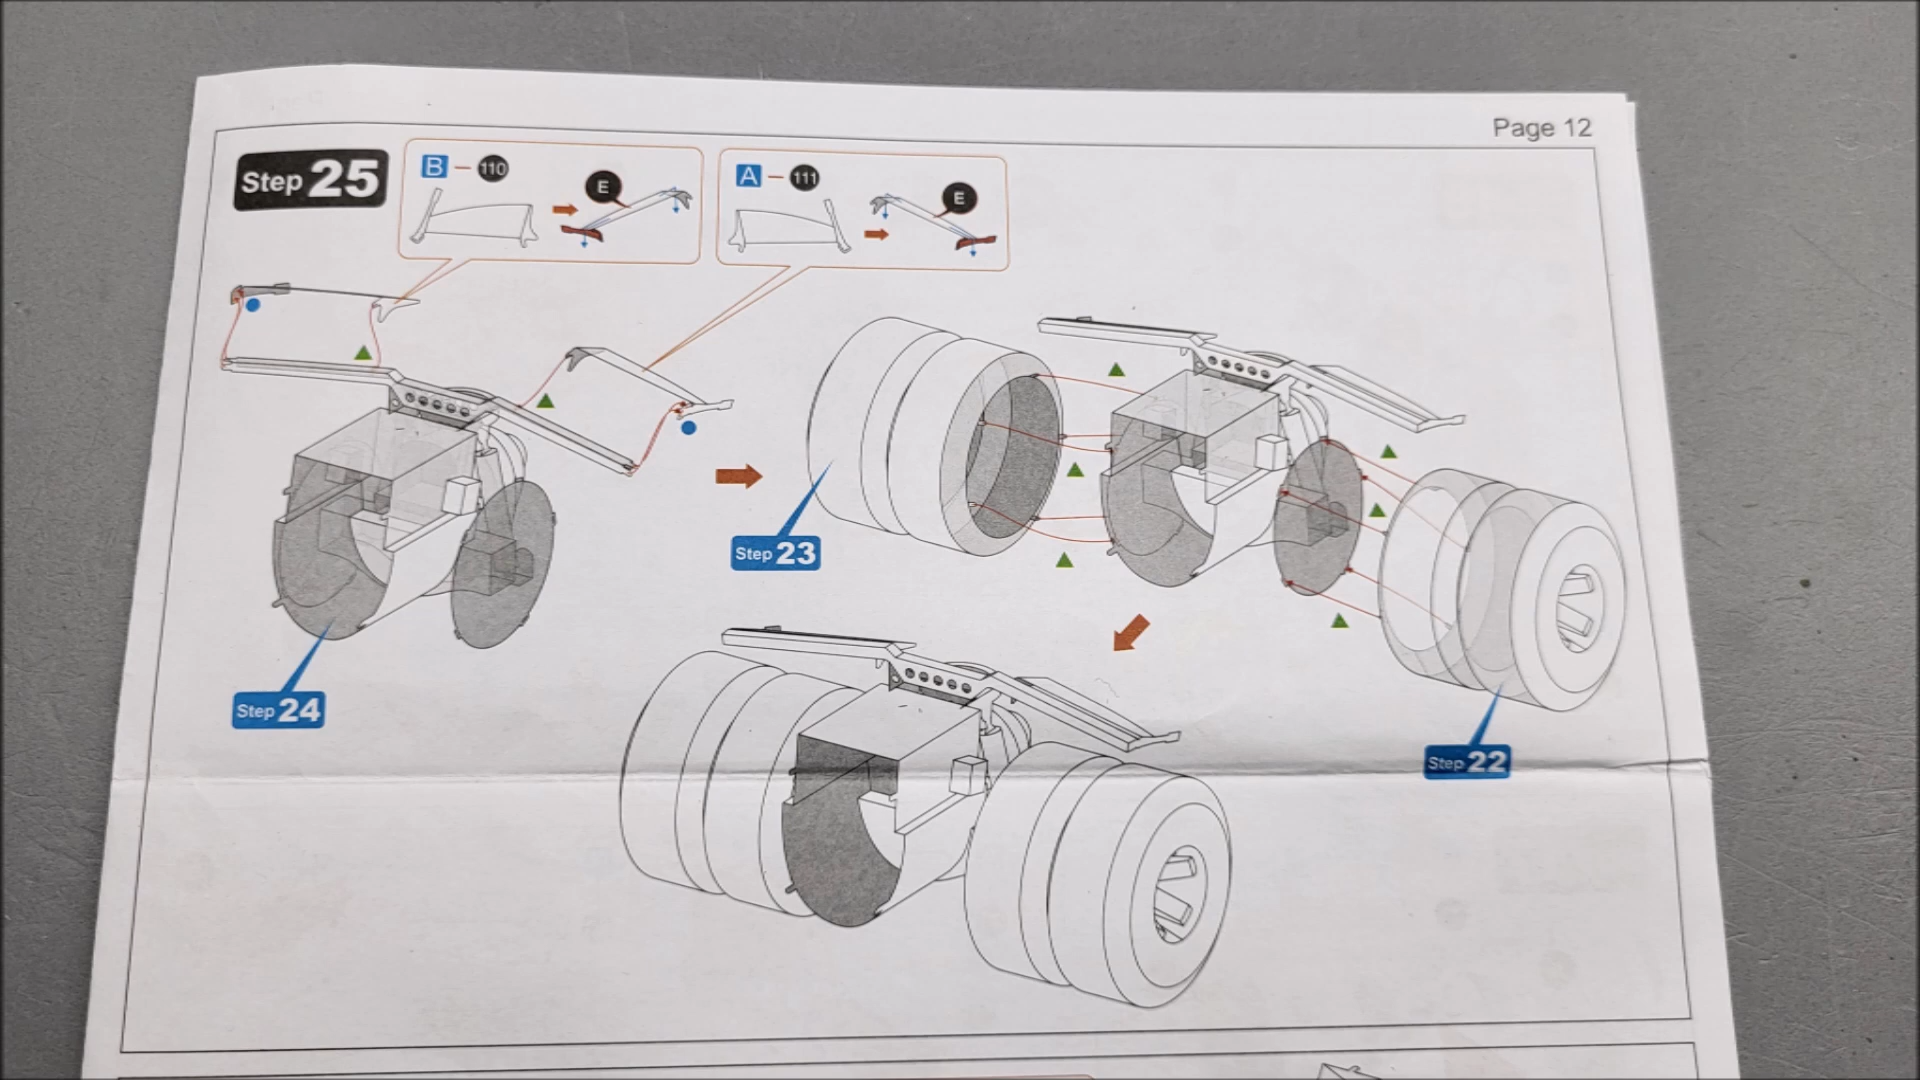 Page 12
Step 25
B - 110
E
A - 111
E
Step 23
Step 24
Step 22